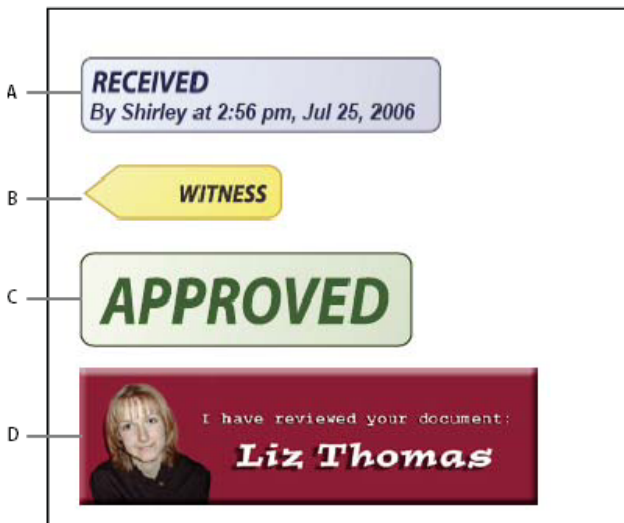 A
RECEIVED
By Shirley at 2:56 pm, Jul 25, 2006
B
WITNESS
C
APPROVED
D
I have reviewed your document:
Liz Thomas